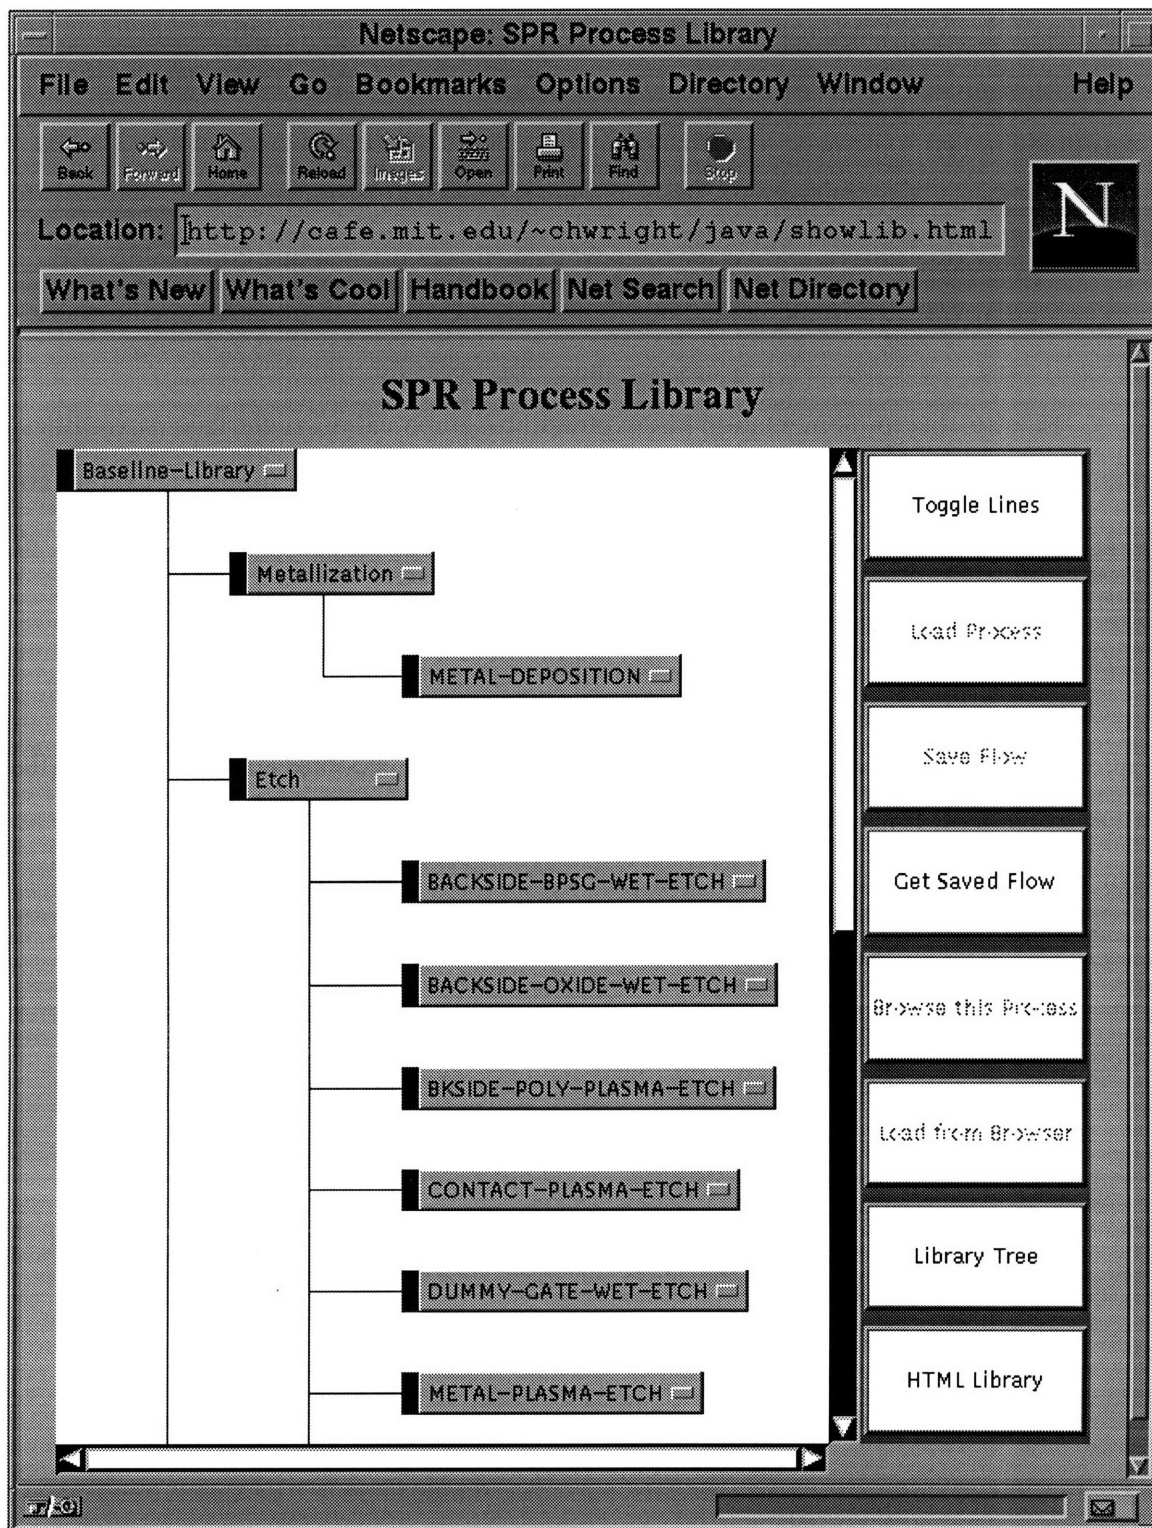 Netscape: SPR Process Library
File Edit View Go Bookmarks Options Directory Window Help
Back Forward Home Reload Images Open Print Find Stop
N
Location: http://cafe.mit.edu/~chwright/java/showlib.html
What's New What's Cool Handbook Net Search Net Directory
SPR Process Library
Baseline-Library
Toggle Lines
Metallization
Load Process
METAL-DEPOSITION
Save Flow
Etch
BACKSIDE-BPSG-WET-ETCH
Get Saved Flow
BACKSIDE-OXIDE-WET-ETCH
Browse this Process
BKSIDE-POLY-PLASMA-ETCH
Load from Browser
CONTACT-PLASMA-ETCH
Library Tree
DUMMY-GATE-WET-ETCH
HTML Library
METAL-PLASMA-ETCH